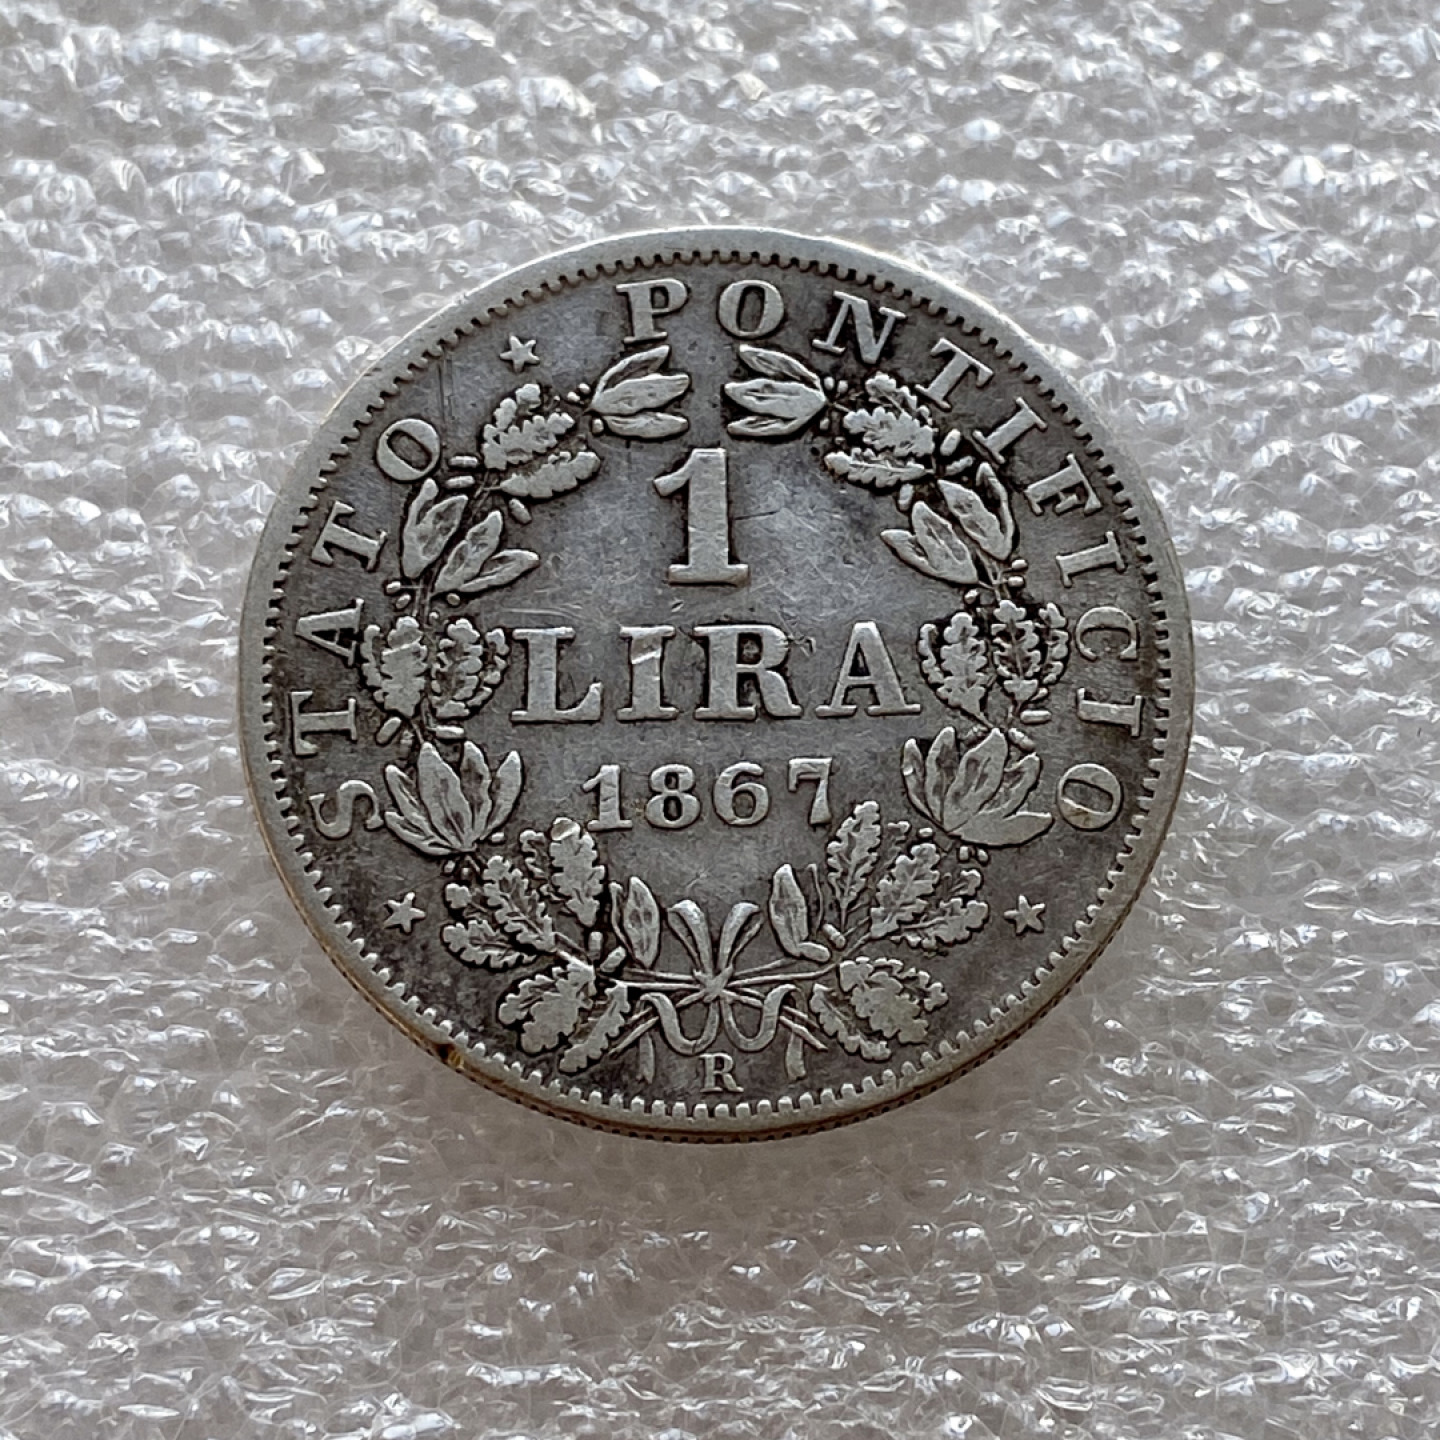 STATO PONTIFICIO
1
LIRA
1867
R